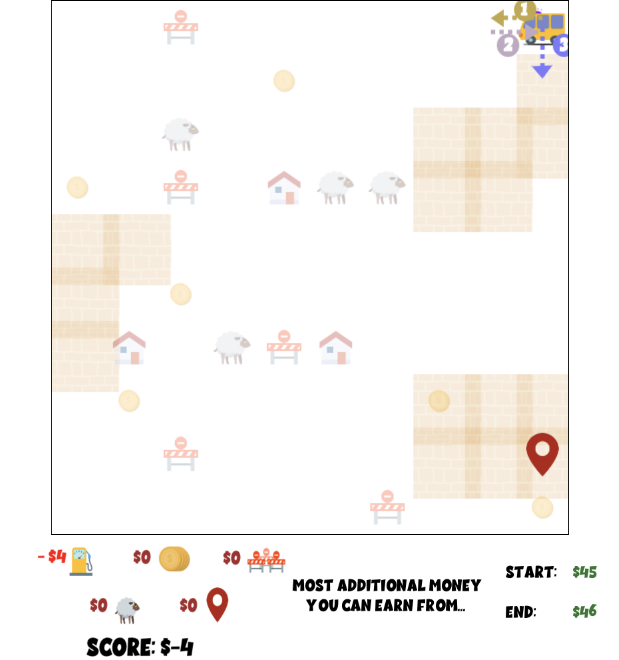 1
2
3
- $4
$0
$0
$0
$0
MOST ADDITIONAL MONEY
YOU CAN EARN FROM...
START: $45
END: $46
SCORE: $-4